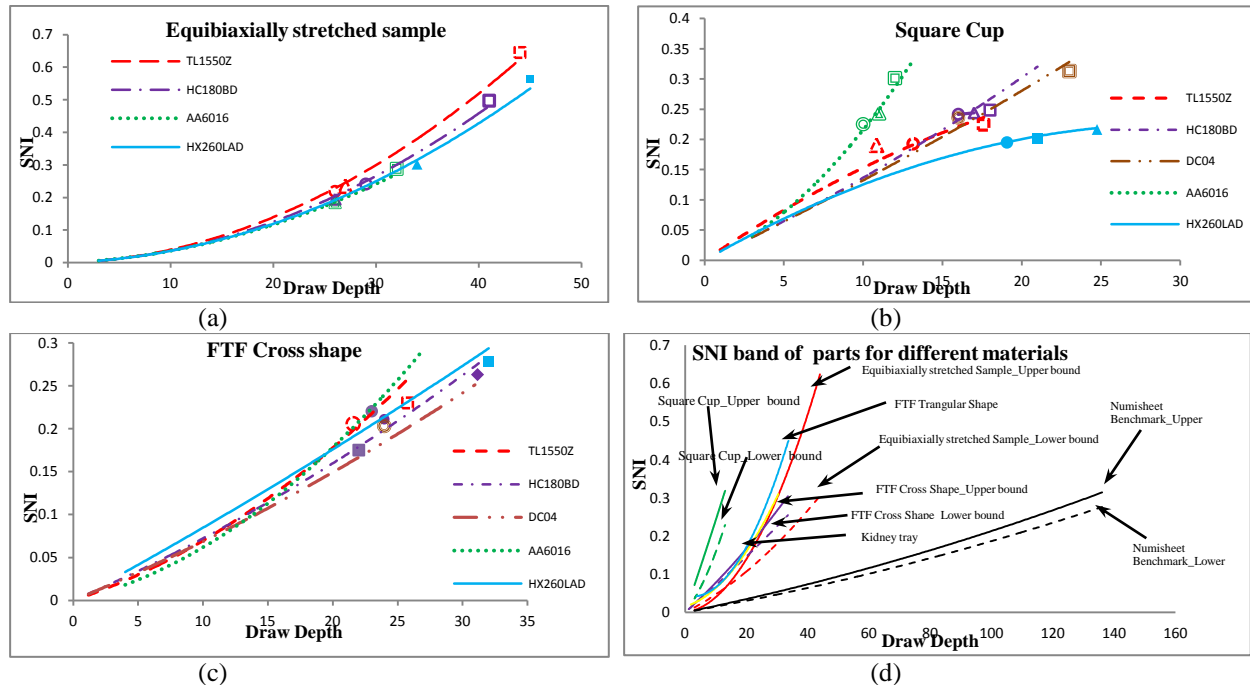 Equibiaxially stretched sample
0.7
0.6
0.5
0.4
0.3
0.2
0.1
0
SNI
TL1550Z
HC180BD
AA6016
HX260LAD
0 10 20 30 40 50
Draw Depth
(a)
Square Cup
0.4
0.35
0.3
0.25
0.2
0.15
0.1
0.05
0
SNI
TL1550Z
HC180BD
DC04
AA6016
HX260LAD
0 5 10 15 20 25 30
Draw Depth
(b)
FTF Cross shape
0.3
0.25
0.2
0.15
0.1
0.05
0
SNI
TL1550Z
HC180BD
DC04
AA6016
HX260LAD
0 5 10 15 20 25 30 35
Draw Depth
(c)
SNI band of parts for different materials
0.7
0.6
0.5
0.4
0.3
0.2
0.1
0
SNI
Equibiaxially stretched Sample_Upper bound
Square Cup_Upper bound
FTF Trangular Shape
Numisheet
Benchmark_Upper
Equibiaxially stretched Sample_Lower bound
Square Cup_Lower bound
FTF Cross Shape_Upper bound
FTF Cross Shape Lower bound
Kidney tray
Numisheet
Benchmark_Lower
0 20 40 60 80 100 120 140 160
Draw Depth
(d)